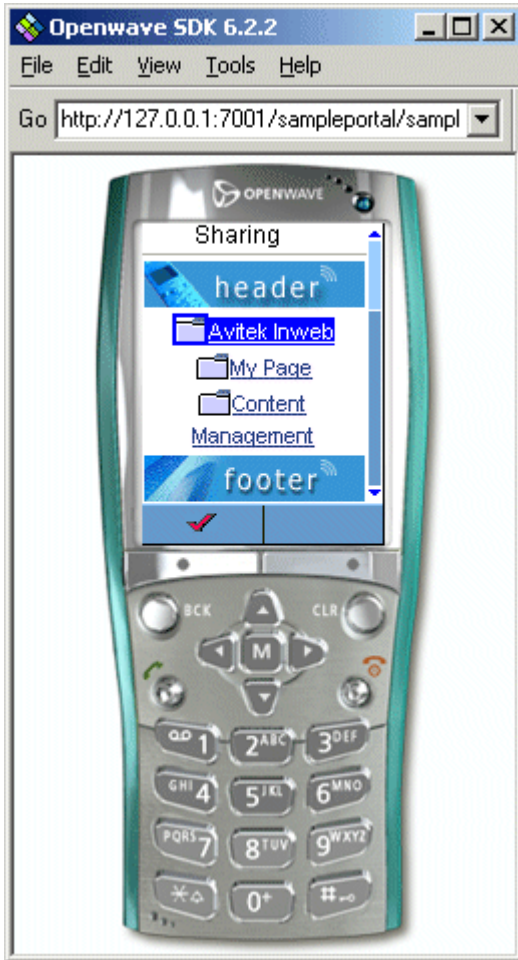 Openwave SDK 6.2.2
File Edit View Tools Help
Go http://127.0.0.1:7001/sampleportal/sampl
OPENWAVE
Sharing
header
Avitek Inweb
My Page
Content
Management
footer
BCK CLR
M
1 2ABC 3DEF
GHI4 5JKL 6MNO
PQRS7 8TUV 9WXYZ
* 0+ #